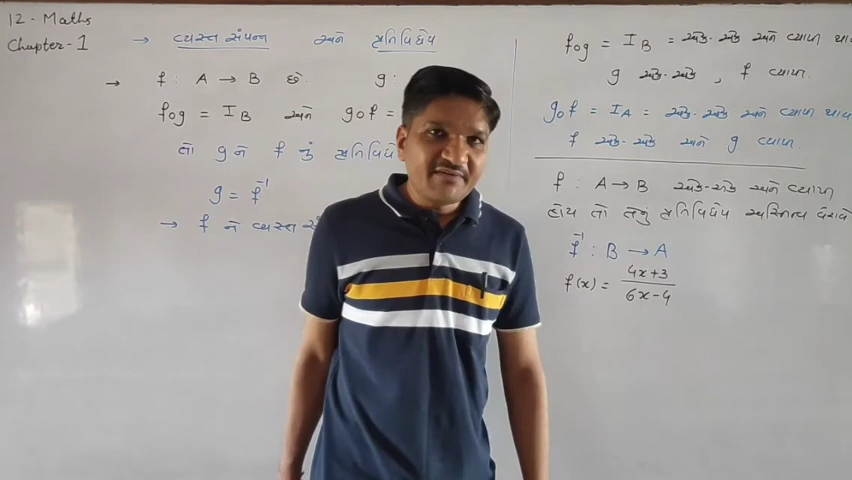 12 - Maths
Chapter - 1
→ વ્યસ્ત સંપન્ન અને પ્રતિવિધેય
→ f : A → B છે. g :
fog = I_B અને gof =
તો g ને f નું પ્રતિવિધે
g = f⁻¹
→ f ને વ્યસ્ત સં
fog = I_B = એક-એક અને વ્યાપ્ત થા
g એક-એક , f વ્યાપ્ત.
gof = I_A = એક-એક અને વ્યાપ્ત થાય
f એક-એક અને g વ્યાપ્ત.
f : A → B એક-એક અને વ્યાપ્ત
હોય તો તેનું પ્રતિવિધેય અસ્તિત્વ ધરાવે
f⁻¹ : B → A
f(x) = 4x+3 / 6x-4